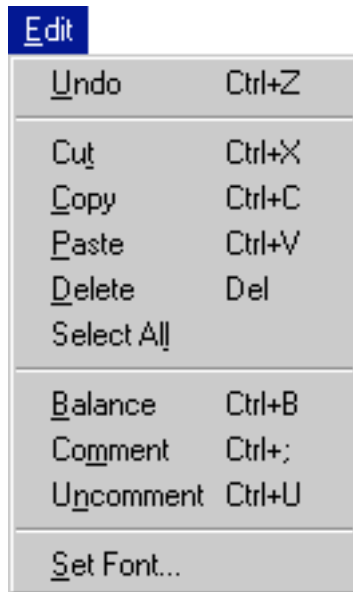 Edit
Undo Ctrl+Z
Cut Ctrl+X
Copy Ctrl+C
Paste Ctrl+V
Delete Del
Select All
Balance Ctrl+B
Comment Ctrl+;
Uncomment Ctrl+U
Set Font...